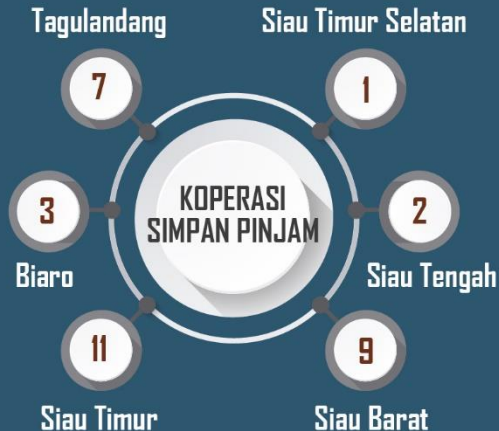 Tagulandang
Siau Timur Selatan
7
1
KOPERASI
SIMPAN PINJAM
3
2
Biaro
Siau Tengah
11
9
Siau Timur
Siau Barat